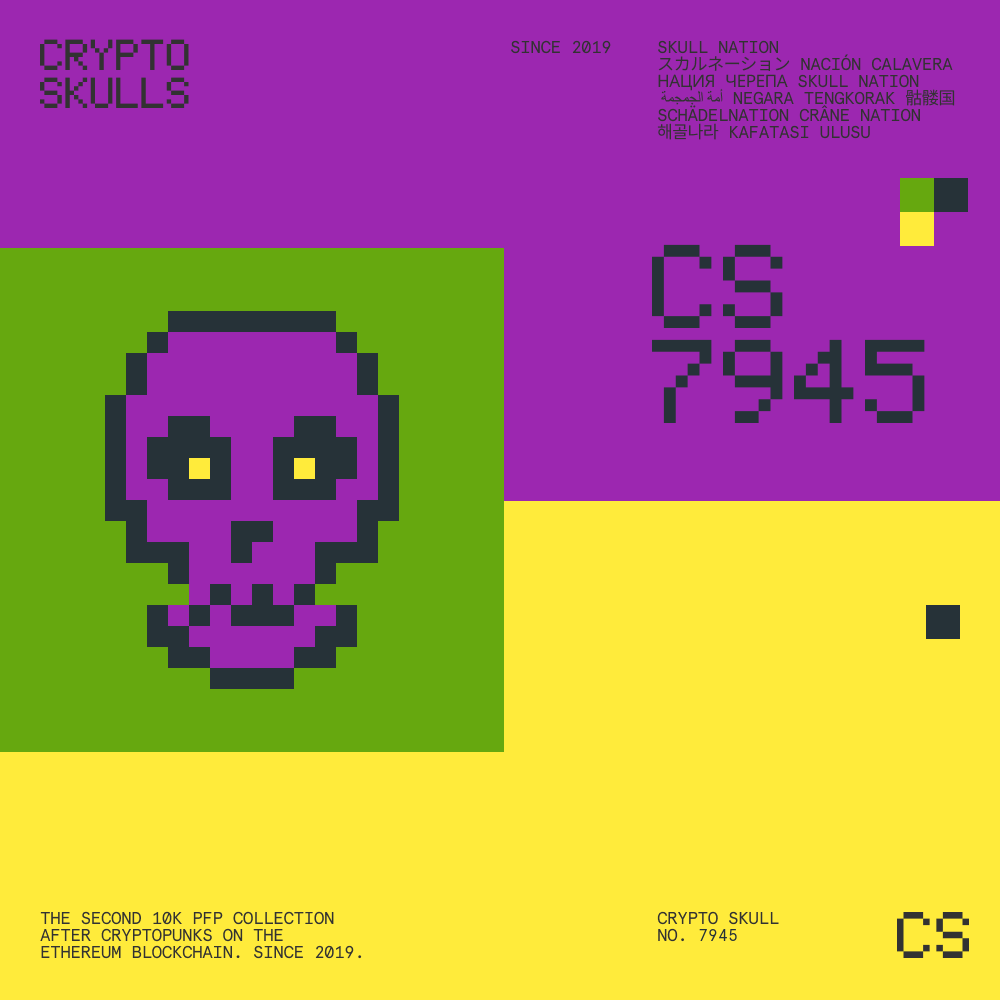 CRYPTO
SKULLS
SINCE 2019
SKULL NATION
スカルネーション NACIÓN CALAVERA
НАЦИЯ ЧЕРЕПА SKULL NATION
أمة الجمجمة NEGARA TENGKORAK 骷髅国
SCHÄDELNATION CRÂNE NATION
해골나라 KAFATASI ULUSU
CS
7945
THE SECOND 10K PFP COLLECTION
AFTER CRYPTOPUNKS ON THE
ETHEREUM BLOCKCHAIN. SINCE 2019.
CRYPTO SKULL
NO. 7945
CS